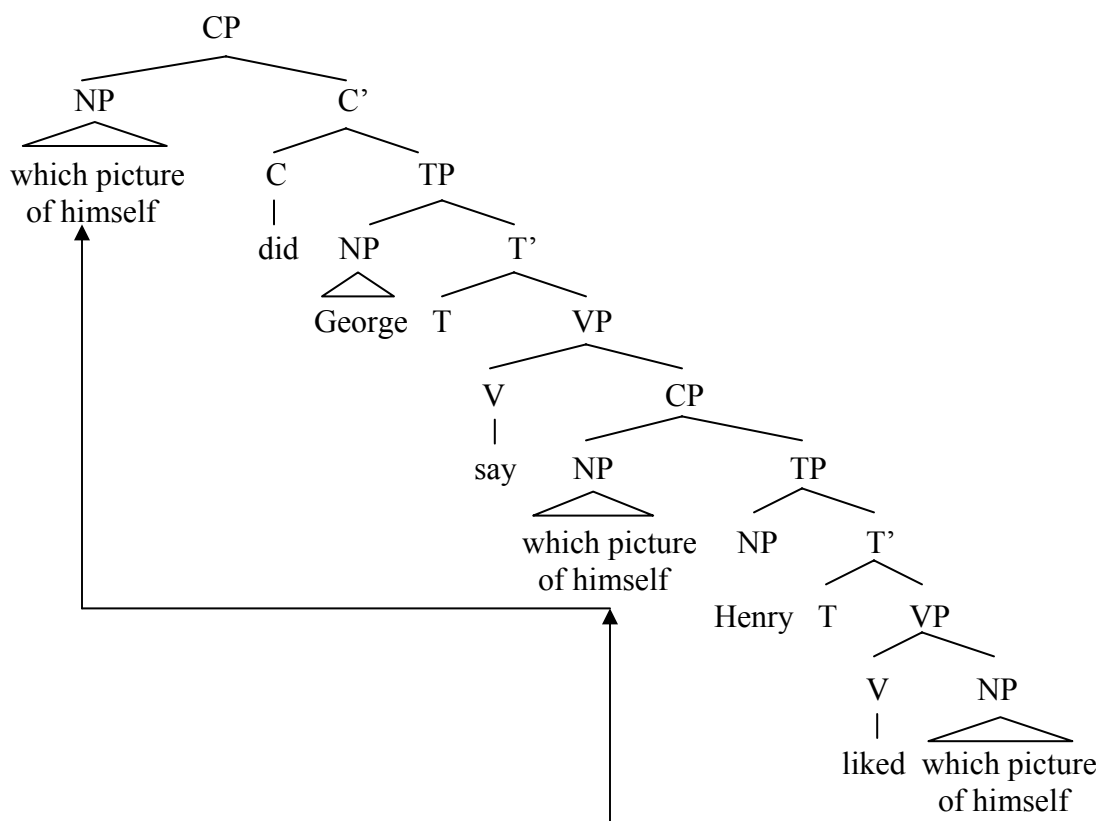 CP
NP C’
which picture C TP
of himself did NP T’
George T VP
V CP
say NP TP
which picture NP T’
of himself
Henry T VP
V NP
liked which picture
of himself